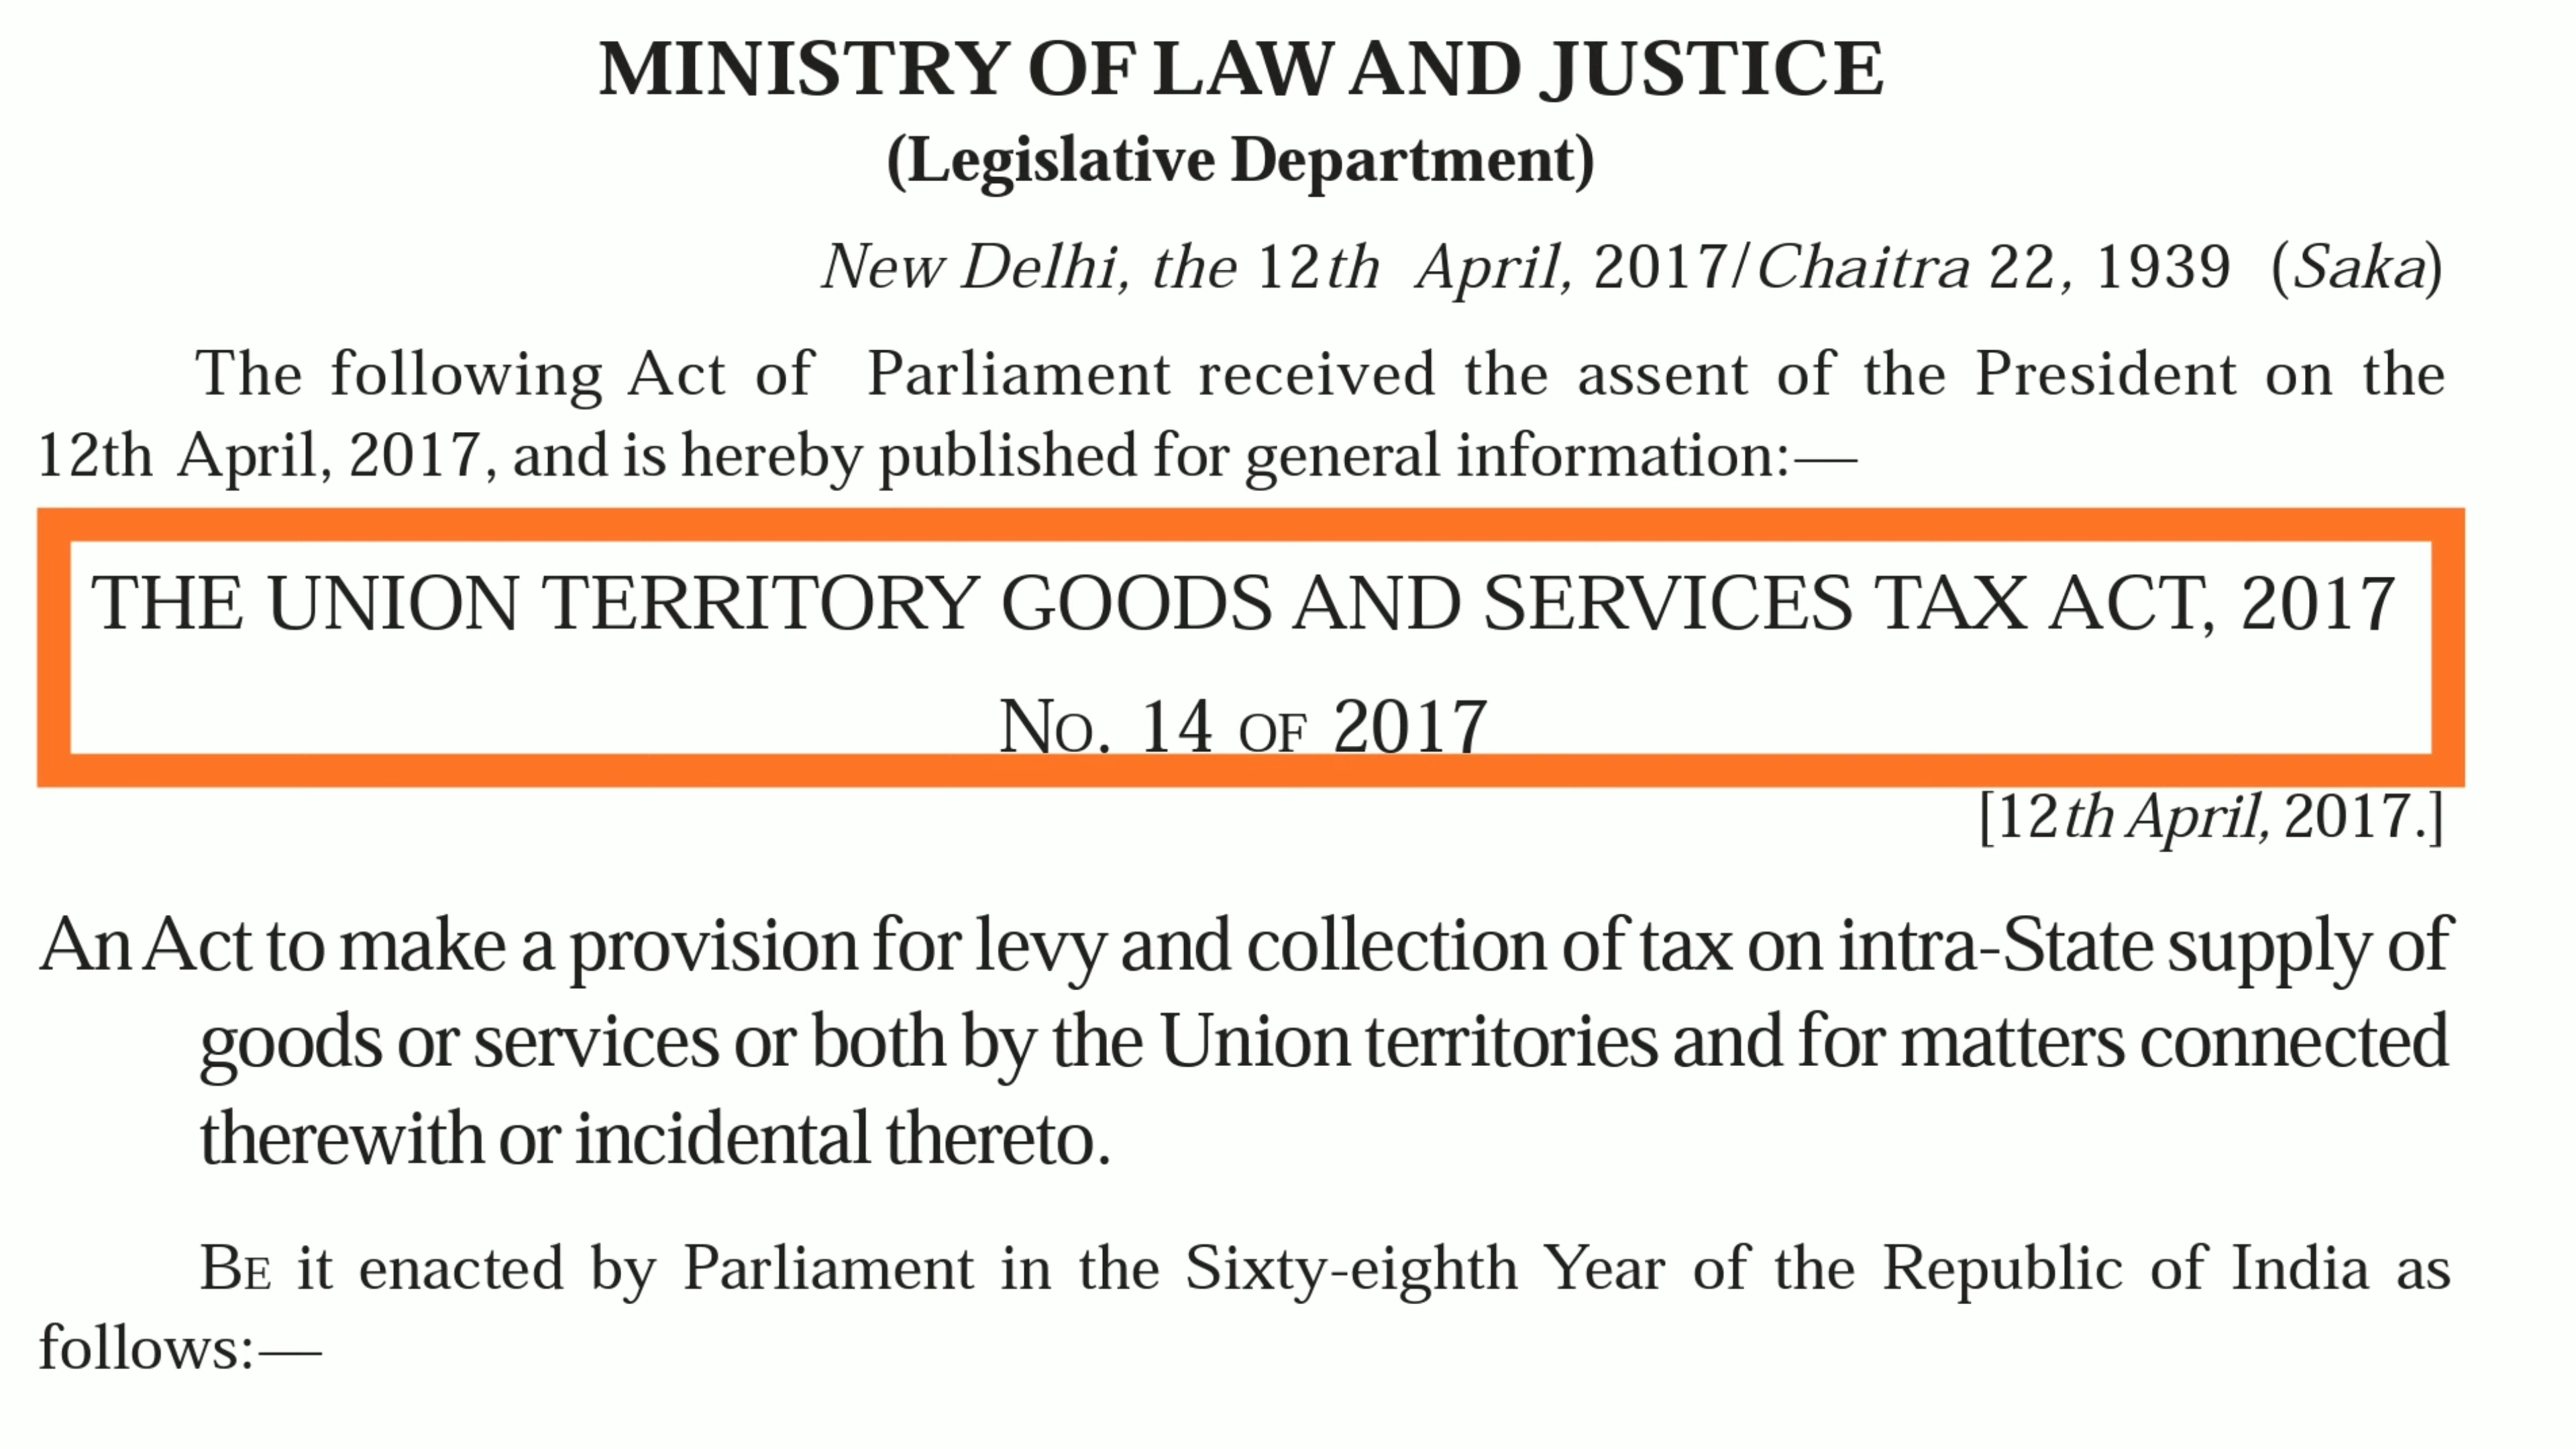 MINISTRY OF LAW AND JUSTICE
(Legislative Department)
New Delhi, the 12th April, 2017/Chaitra 22, 1939 (Saka)
The following Act of Parliament received the assent of the President on the
12th April, 2017, and is hereby published for general information:—
THE UNION TERRITORY GOODS AND SERVICES TAX ACT, 2017
No. 14 OF 2017
[12th April, 2017.]
An Act to make a provision for levy and collection of tax on intra-State supply of
goods or services or both by the Union territories and for matters connected
therewith or incidental thereto.
BE it enacted by Parliament in the Sixty-eighth Year of the Republic of India as
follows:—